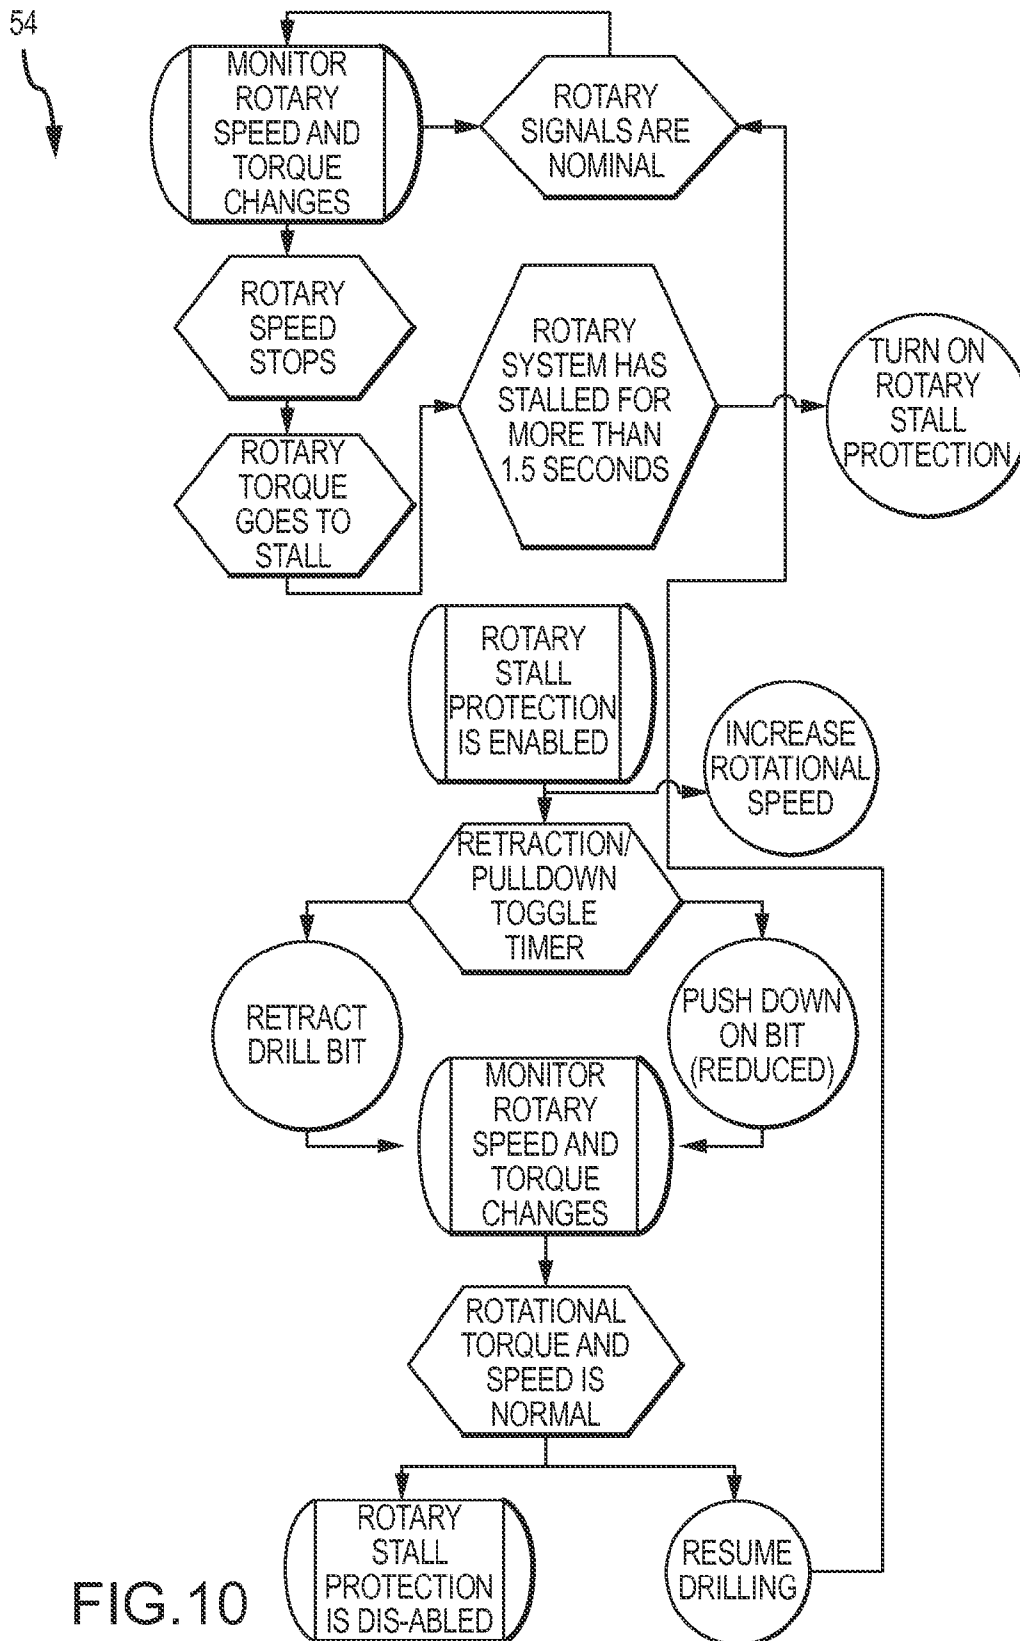 54
MONITOR
ROTARY
SPEED AND
TORQUE
CHANGES
ROTARY
SIGNALS ARE
NOMINAL
ROTARY
SPEED
STOPS
ROTARY
SYSTEM HAS
STALLED FOR
MORE THAN
1.5 SECONDS
TURN ON
ROTARY
STALL
PROTECTION
ROTARY
TORQUE
GOES TO
STALL
ROTARY
STALL
PROTECTION
IS ENABLED
INCREASE
ROTATIONAL
SPEED
RETRACTION/
PULLDOWN
TOGGLE
TIMER
RETRACT
DRILL BIT
PUSH DOWN
ON BIT
(REDUCED)
MONITOR
ROTARY
SPEED AND
TORQUE
CHANGES
ROTATIONAL
TORQUE AND
SPEED IS
NORMAL
ROTARY
STALL
PROTECTION
IS DIS-ABLED
RESUME
DRILLING
FIG.10